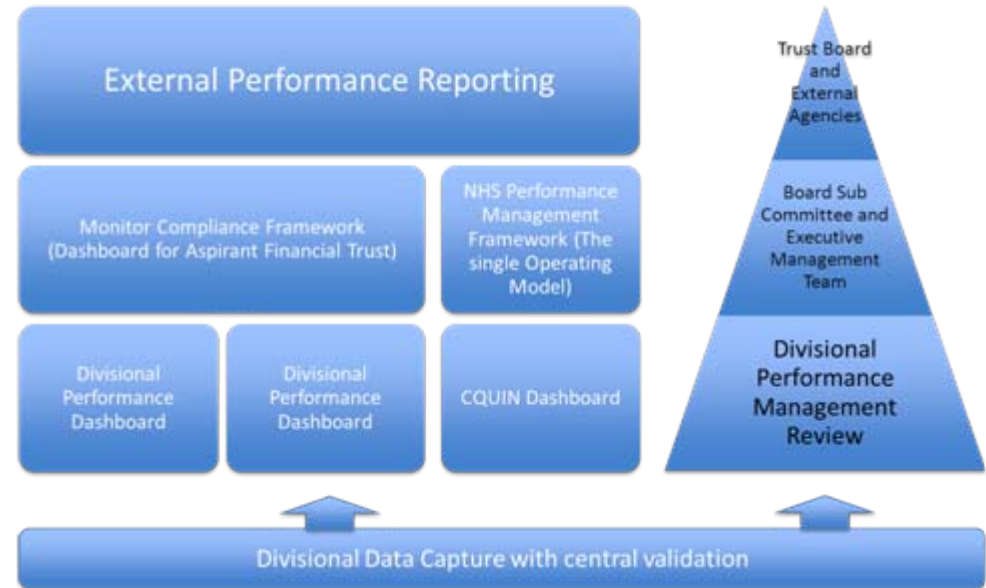 External Performance Reporting
Monitor Compliance Framework
(Dashboard for Aspirant Financial Trust)
NHS Performance
Management
Framework (The
single Operating
Model)
Divisional
Performance
Dashboard
Divisional
Performance
Dashboard
CQUIN Dashboard
Trust Board
and
External
Agencies
Board Sub
Committee and
Executive
Management
Team
Divisional
Performance
Management
Review
Divisional Data Capture with central validation